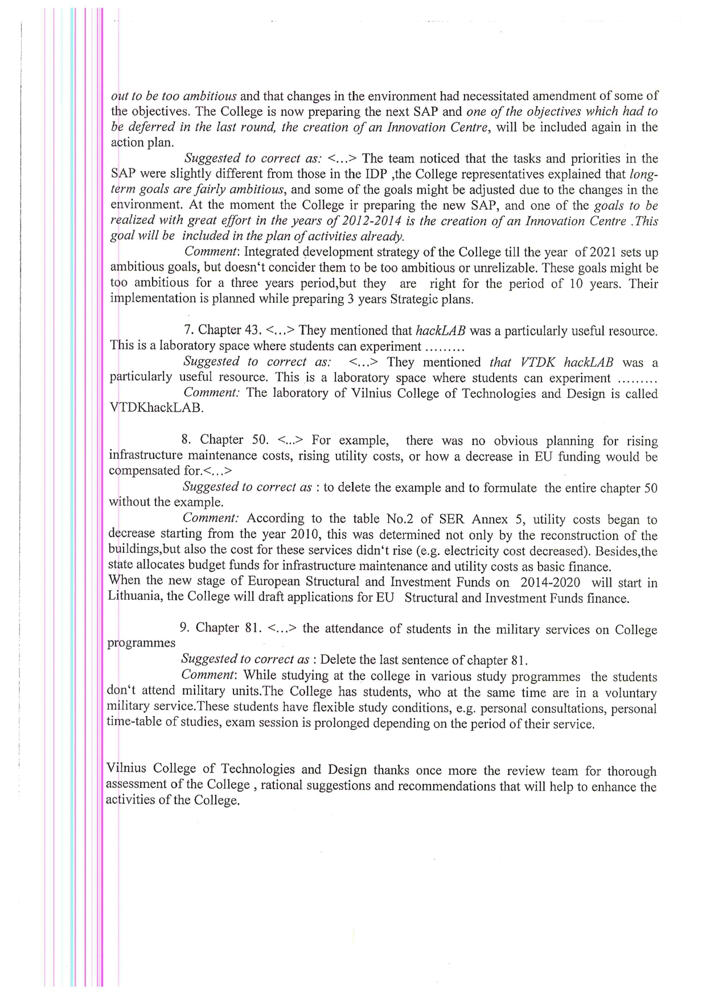 out to be too ambitious and that changes in the environment had necessitated amendment of some of
the objectives. The College is now preparing the next SAP and one of the objectives which had to
be deferred in the last round, the creation of an Innovation Centre, will be included again in the
action plan.
Suggested to correct as: <...> The team noticed that the tasks and priorities in the
SAP were slightly different from those in the IDP ,the College representatives explained that long-
term goals are fairly ambitious, and some of the goals might be adjusted due to the changes in the
environment. At the moment the College ir preparing the new SAP, and one of the goals to be
realized with great effort in the years of 2012-2014 is the creation of an Innovation Centre .This
goal will be included in the plan of activities already.
Comment: Integrated development strategy of the College till the year of 2021 sets up
ambitious goals, but doesn‘t concider them to be too ambitious or unrelizable. These goals might be
too ambitious for a three years period,but they are right for the period of 10 years. Their
implementation is planned while preparing 3 years Strategic plans.
7. Chapter 43. <...> They mentioned that hackLAB was a particularly useful resource.
This is a laboratory space where students can experiment .........
Suggested to correct as: <...> They mentioned that VTDK hackLAB was a
particularly useful resource. This is a laboratory space where students can experiment .........
Comment: The laboratory of Vilnius College of Technologies and Design is called
VTDKhackLAB.
8. Chapter 50. <...> For example, there was no obvious planning for rising
infrastructure maintenance costs, rising utility costs, or how a decrease in EU funding would be
compensated for.<...>
Suggested to correct as : to delete the example and to formulate the entire chapter 50
without the example.
Comment: According to the table No.2 of SER Annex 5, utility costs began to
decrease starting from the year 2010, this was determined not only by the reconstruction of the
buildings,but also the cost for these services didn‘t rise (e.g. electricity cost decreased). Besides,the
state allocates budget funds for infrastructure maintenance and utility costs as basic finance.
When the new stage of European Structural and Investment Funds on 2014-2020 will start in
Lithuania, the College will draft applications for EU Structural and Investment Funds finance.
9. Chapter 81. <...> the attendance of students in the military services on College
programmes
Suggested to correct as : Delete the last sentence of chapter 81.
Comment: While studying at the college in various study programmes the students
don‘t attend military units.The College has students, who at the same time are in a voluntary
military service.These students have flexible study conditions, e.g. personal consultations, personal
time-table of studies, exam session is prolonged depending on the period of their service.
Vilnius College of Technologies and Design thanks once more the review team for thorough
assessment of the College , rational suggestions and recommendations that will help to enhance the
activities of the College.